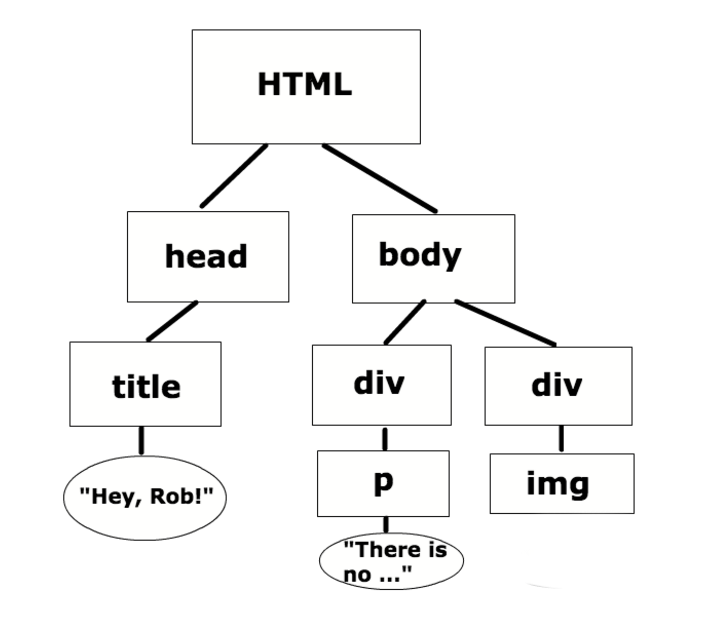 HTML
head
body
title
div
div
"Hey, Rob!"
p
img
"There is
no ..."